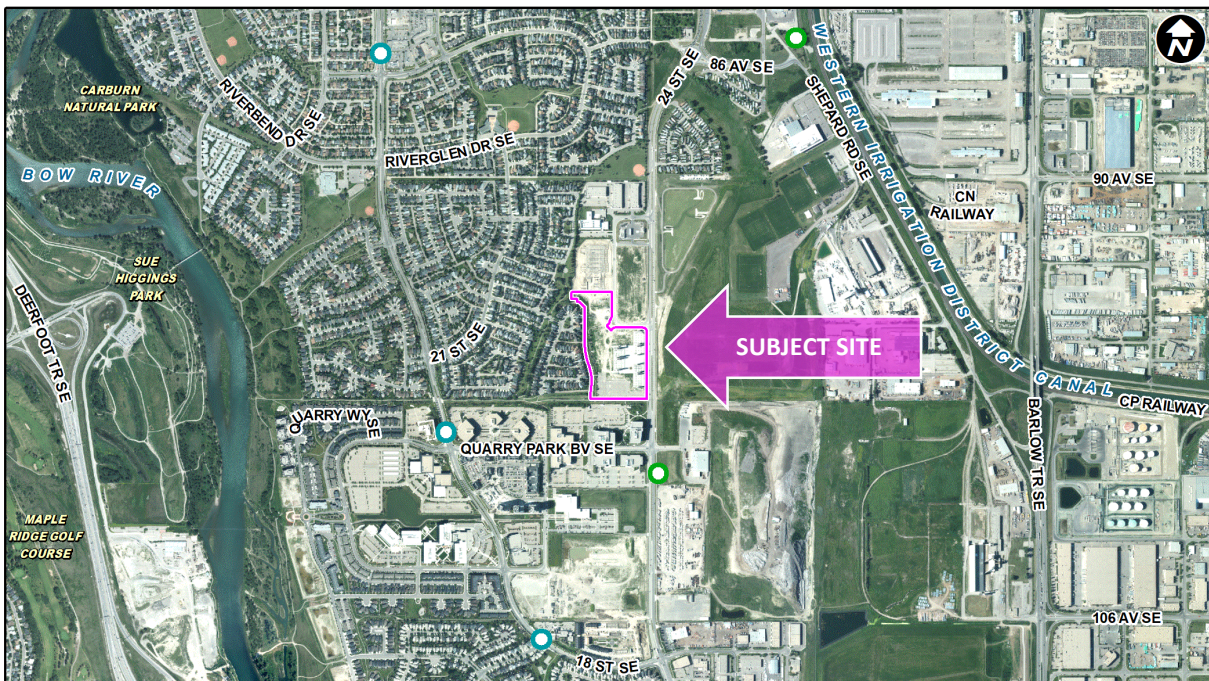 N
86 AV SE
24 ST SE
WESTERN IRRIGATION DISTRICT CANAL
SHEPARD RD SE
CARBURN
NATURAL PARK
RIVERBEND DR SE
RIVERGLEN DR SE
BOW RIVER
90 AV SE
CN
RAILWAY
SUE
HIGGINGS
PARK
DEERFOOT TR SE
21 ST SE
SUBJECT SITE
CP RAILWAY
BARLOW TR SE
QUARRY WY SE
QUARRY PARK BV SE
MAPLE
RIDGE GOLF
COURSE
106 AV SE
18 ST SE